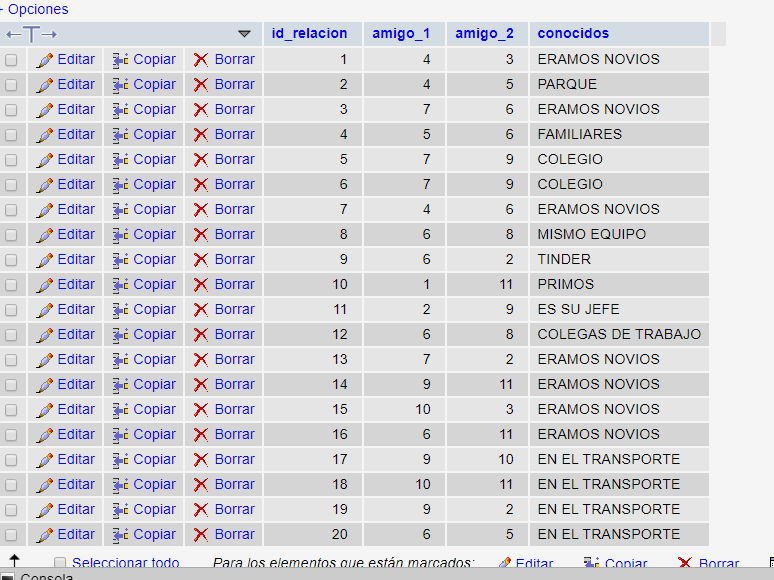 + Opciones
←T→ id_relacion amigo_1 amigo_2 conocidos
Editar Copiar Borrar 1 4 3 ERAMOS NOVIOS
Editar Copiar Borrar 2 4 5 PARQUE
Editar Copiar Borrar 3 7 6 ERAMOS NOVIOS
Editar Copiar Borrar 4 5 6 FAMILIARES
Editar Copiar Borrar 5 7 9 COLEGIO
Editar Copiar Borrar 6 7 9 COLEGIO
Editar Copiar Borrar 7 4 6 ERAMOS NOVIOS
Editar Copiar Borrar 8 6 8 MISMO EQUIPO
Editar Copiar Borrar 9 6 2 TINDER
Editar Copiar Borrar 10 1 11 PRIMOS
Editar Copiar Borrar 11 2 9 ES SU JEFE
Editar Copiar Borrar 12 6 8 COLEGAS DE TRABAJO
Editar Copiar Borrar 13 7 2 ERAMOS NOVIOS
Editar Copiar Borrar 14 9 11 ERAMOS NOVIOS
Editar Copiar Borrar 15 10 3 ERAMOS NOVIOS
Editar Copiar Borrar 16 6 11 ERAMOS NOVIOS
Editar Copiar Borrar 17 9 10 EN EL TRANSPORTE
Editar Copiar Borrar 18 10 11 EN EL TRANSPORTE
Editar Copiar Borrar 19 9 2 EN EL TRANSPORTE
Editar Copiar Borrar 20 6 5 EN EL TRANSPORTE
Seleccionar todo Para los elementos que están marcados: Editar Copiar Borrar
Consola